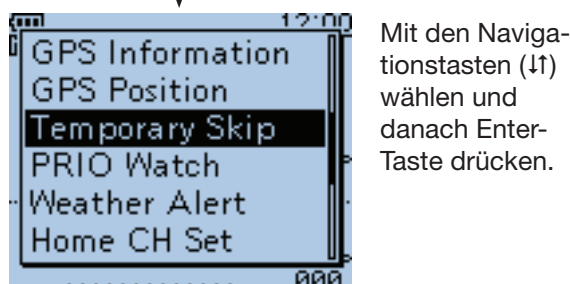 12:00
GPS Information
GPS Position
Temporary Skip
PRIO Watch
Weather Alert
Home CH Set
000
Mit den Naviga-
tionstasten (↓↑)
wählen und
danach Enter-
Taste drücken.